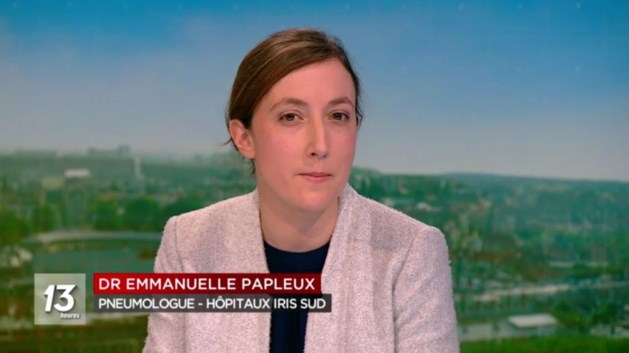 DR EMMANUELLE PAPLEUX
13
heures
PNEUMOLOGUE - HÔPITAUX IRIS SUD